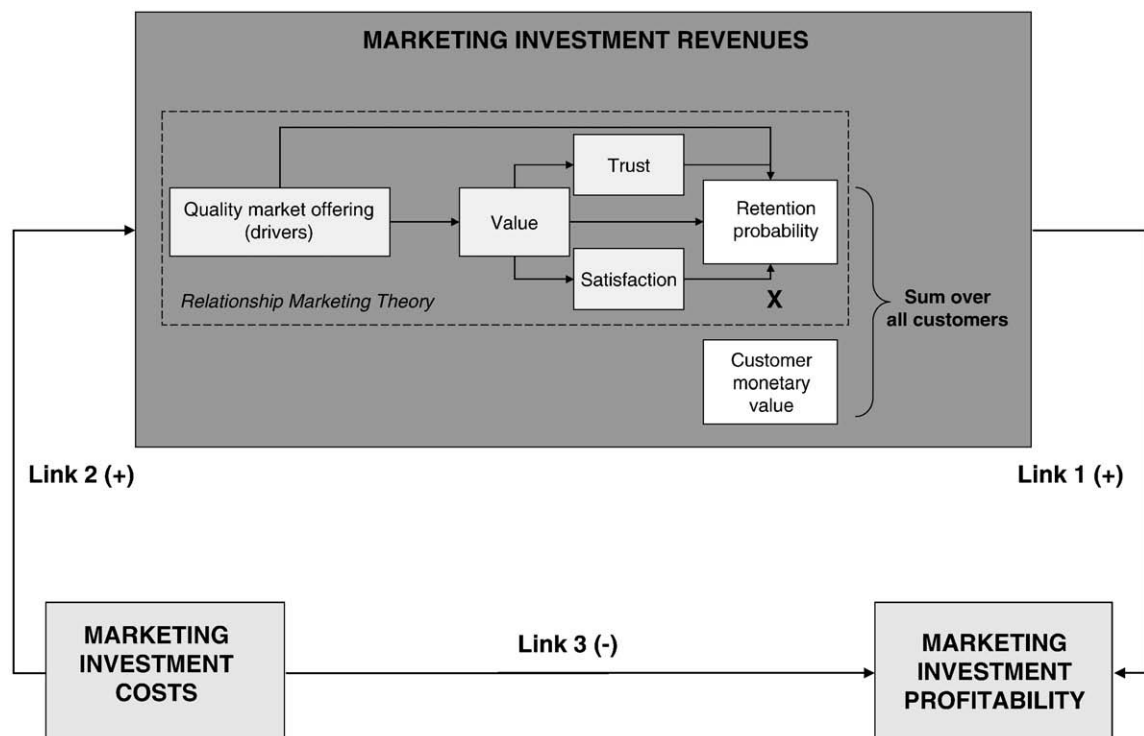 MARKETING INVESTMENT REVENUES
Trust
Quality market offering
(drivers)
Value
Retention
probability
Satisfaction
Relationship Marketing Theory
X
Sum over
all customers
Customer
monetary
value
Link 2 (+)
Link 1 (+)
MARKETING
INVESTMENT
COSTS
Link 3 (-)
MARKETING
INVESTMENT
PROFITABILITY